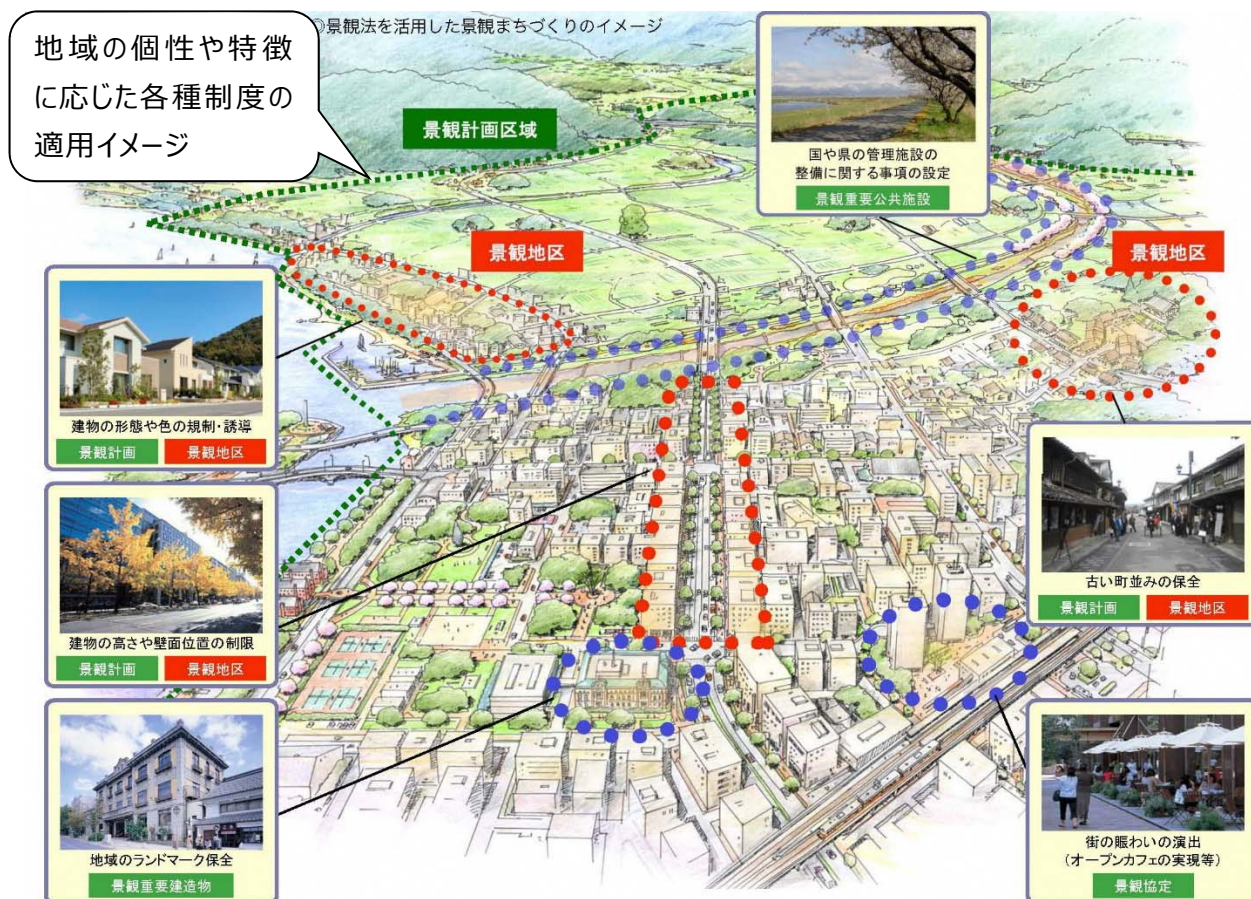 ◎景観法を活用した景観まちづくりのイメージ
地域の個性や特徴
に応じた各種制度の
適用イメージ
景観計画区域
国や県の管理施設の
整備に関する事項の設定
景観重要公共施設
景観地区
景観地区
建物の形態や色の規制・誘導
景観計画
景観地区
建物の高さや壁面位置の制限
景観計画
景観地区
古い町並みの保全
景観計画
景観地区
地域のランドマーク保全
景観重要建造物
街の賑わいの演出
(オープンカフェの実現等)
景観協定